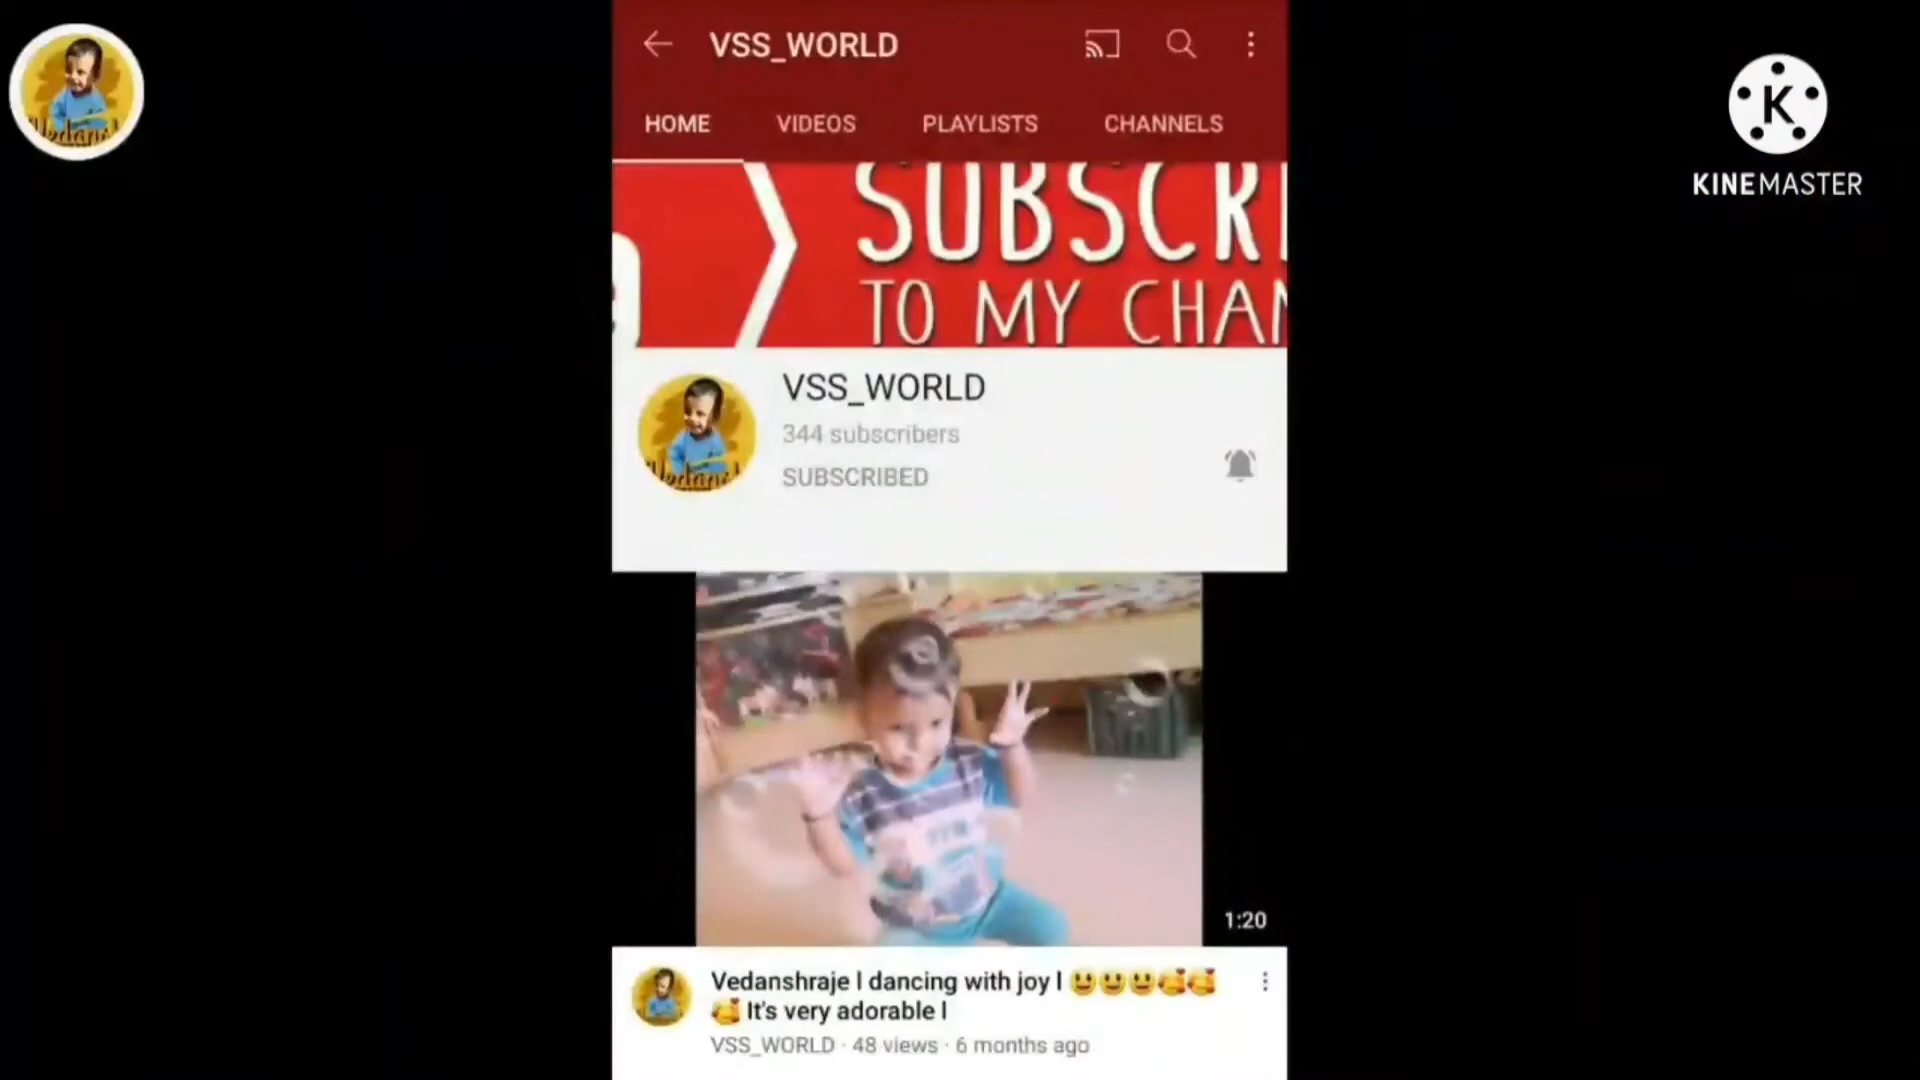 VSS_WORLD
KINEMASTER
HOME VIDEOS PLAYLISTS CHANNELS
SUBSCRI
TO MY CHAN
VSS_WORLD
344 subscribers
SUBSCRIBED
1:20
Vedanshraje l dancing with joy l 😃😃😃🥰🥰
🥰 It's very adorable l
VSS_WORLD · 48 views · 6 months ago